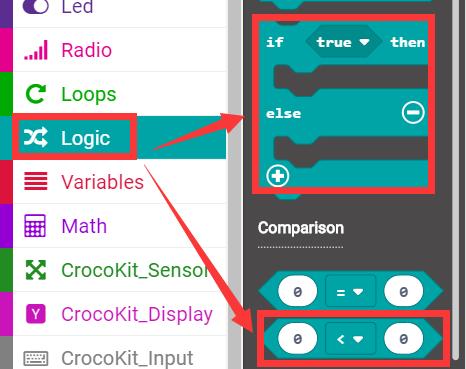 Led
Radio
Loops
Logic
Variables
Math
CrocoKit_Sensor
Y CrocoKit_Display
CrocoKit_Input
if true then
else
Comparison
0 = 0
0 < 0